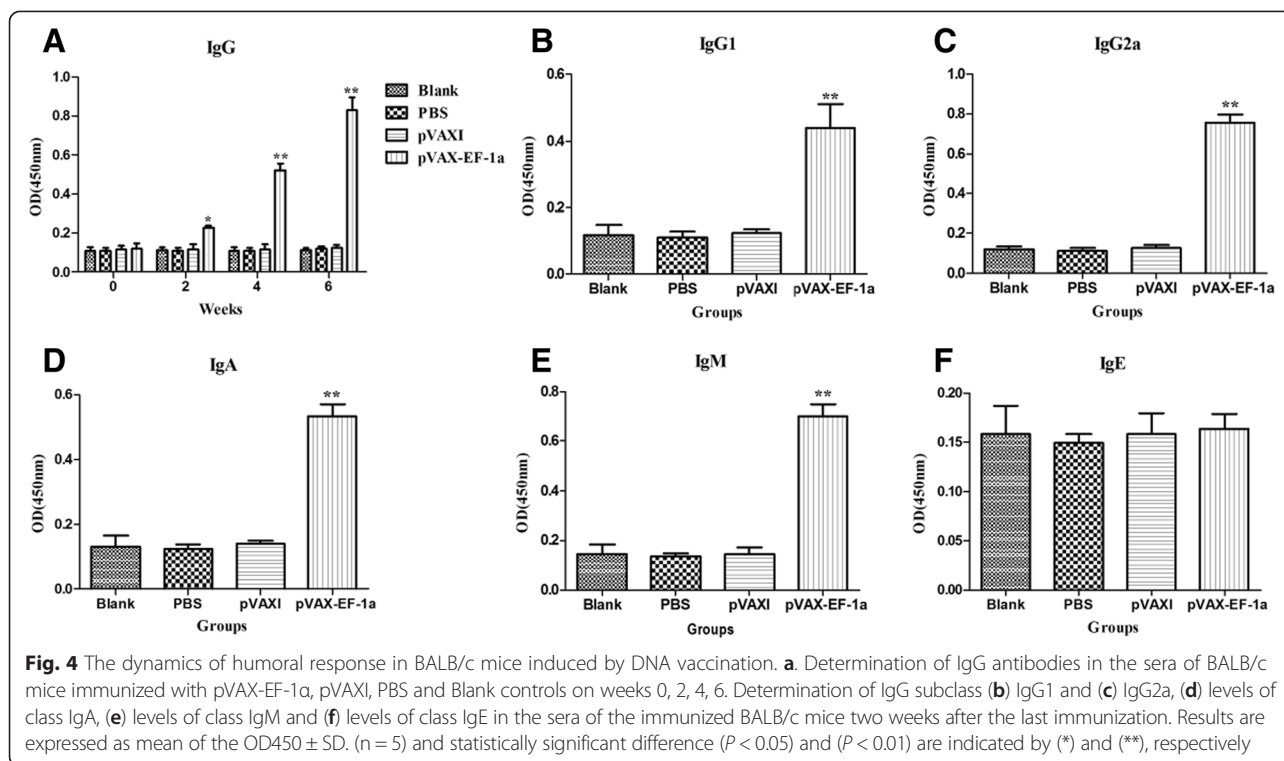 A
IgG
OD(450nm)
1.0
0.8
0.6
0.4
0.2
0.0
**
**
*
0 2 4 6
Weeks
Blank
PBS
pVAXI
pVAX-EF-1a
B
IgG1
OD(450nm)
0.6
0.4
0.2
0.0
**
Blank PBS pVAXI pVAX-EF-1a
Groups
C
IgG2a
OD(450nm)
1.0
0.8
0.6
0.4
0.2
0.0
**
Blank PBS pVAXI pVAX-EF-1a
Groups
D
IgA
OD(450nm)
0.6
0.4
0.2
0.0
**
Blank PBS pVAXI pVAX-EF-1a
Groups
E
IgM
OD(450nm)
0.8
0.6
0.4
0.2
0.0
**
Blank PBS pVAXI pVAX-EF-1a
Groups
F
IgE
OD(450nm)
0.20
0.15
0.10
0.05
0.00
Blank PBS pVAXI pVAX-EF-1a
Groups
Fig. 4 The dynamics of humoral response in BALB/c mice induced by DNA vaccination. a. Determination of IgG antibodies in the sera of BALB/c
mice immunized with pVAX-EF-1α, pVAXI, PBS and Blank controls on weeks 0, 2, 4, 6. Determination of IgG subclass (b) IgG1 and (c) IgG2a, (d) levels of
class IgA, (e) levels of class IgM and (f) levels of class IgE in the sera of the immunized BALB/c mice two weeks after the last immunization. Results are
expressed as mean of the OD450 ± SD. (n = 5) and statistically significant difference (P < 0.05) and (P < 0.01) are indicated by (*) and (**), respectively